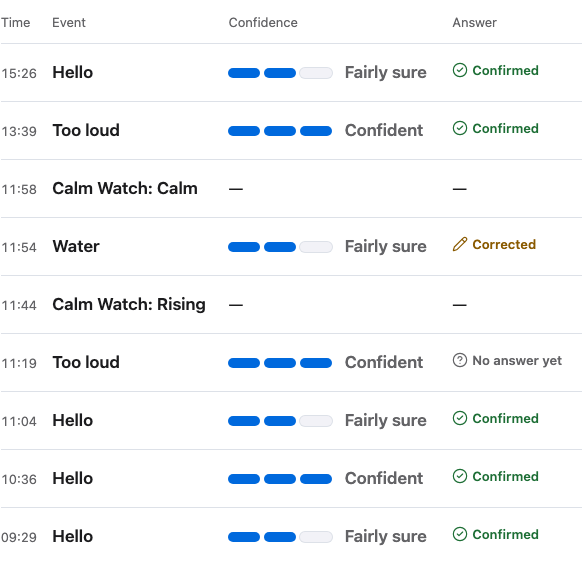 Time Event Confidence Answer
15:26 Hello Fairly sure Confirmed
13:39 Too loud Confident Confirmed
11:58 Calm Watch: Calm — —
11:54 Water Fairly sure Corrected
11:44 Calm Watch: Rising — —
11:19 Too loud Confident No answer yet
11:04 Hello Fairly sure Confirmed
10:36 Hello Confident Confirmed
09:29 Hello Fairly sure Confirmed